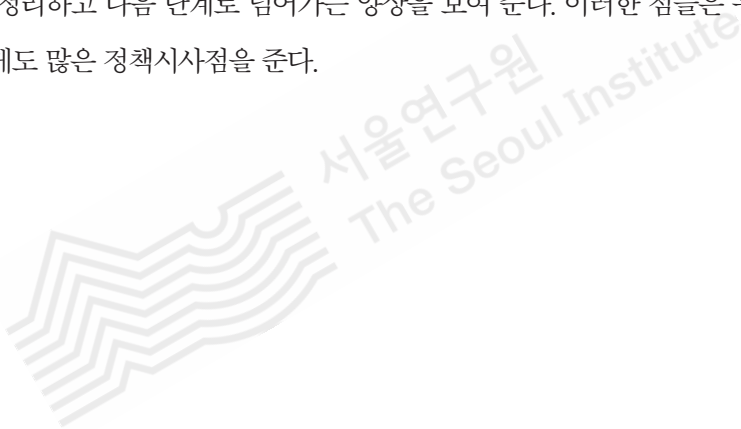 정리하고 다음 단계로 넘어가는 양상을 보여 준다. 이러한 점들은
에도 많은 정책시사점을 준다.
서울연구원
The Seoul Institute